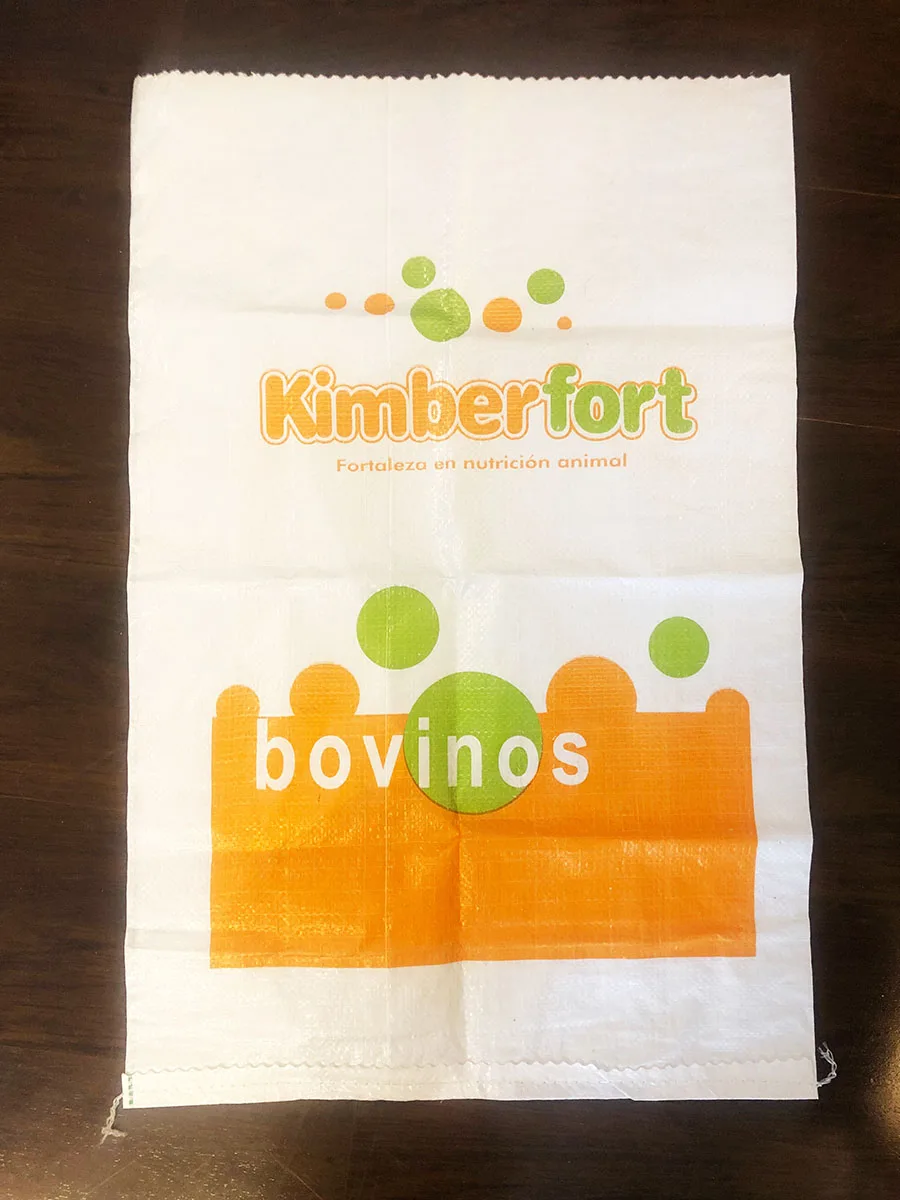 Kimberfort
Fortaleza en nutrición animal
bovinos